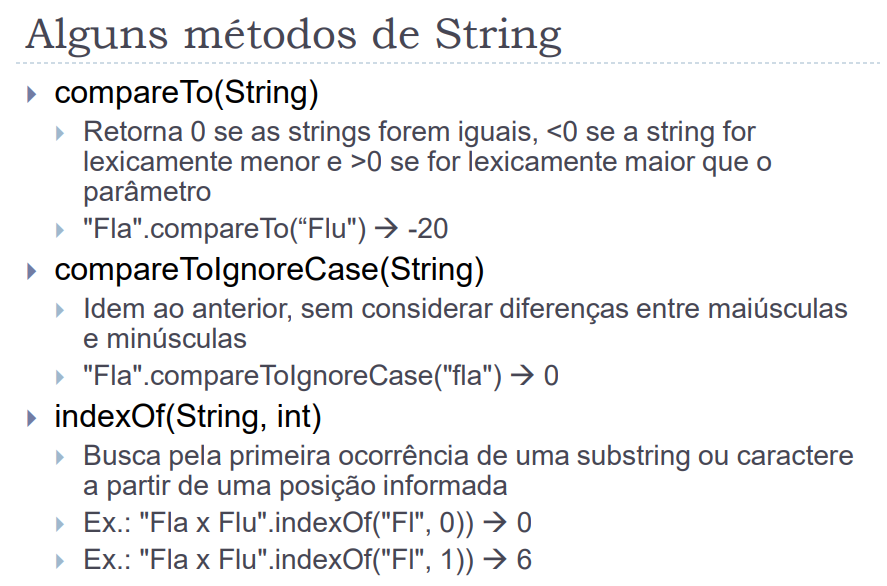 Alguns métodos de String
compareTo(String)
Retorna 0 se as strings forem iguais, <0 se a string for
lexicamente menor e >0 se for lexicamente maior que o
parâmetro
"Fla".compareTo(“Flu") → -20
compareToIgnoreCase(String)
Idem ao anterior, sem considerar diferenças entre maiúsculas
e minúsculas
"Fla".compareToIgnoreCase("fla") → 0
indexOf(String, int)
Busca pela primeira ocorrência de uma substring ou caractere
a partir de uma posição informada
Ex.: "Fla x Flu".indexOf("Fl", 0)) → 0
Ex.: "Fla x Flu".indexOf("Fl", 1)) → 6